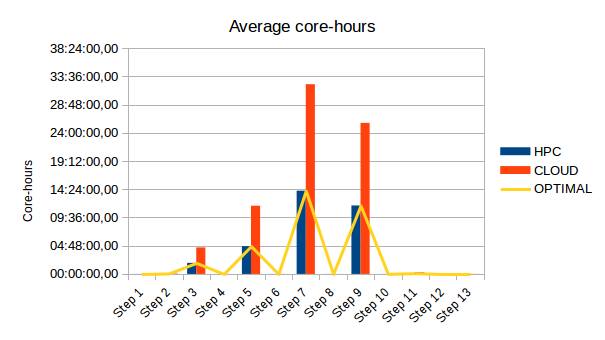 Average core-hours
38:24:00,00
33:36:00,00
28:48:00,00
24:00:00,00
19:12:00,00
14:24:00,00
09:36:00,00
04:48:00,00
00:00:00,00
Core-hours
Step 1
Step 2
Step 3
Step 4
Step 5
Step 6
Step 7
Step 8
Step 9
Step 10
Step 11
Step 12
Step 13
HPC
CLOUD
OPTIMAL